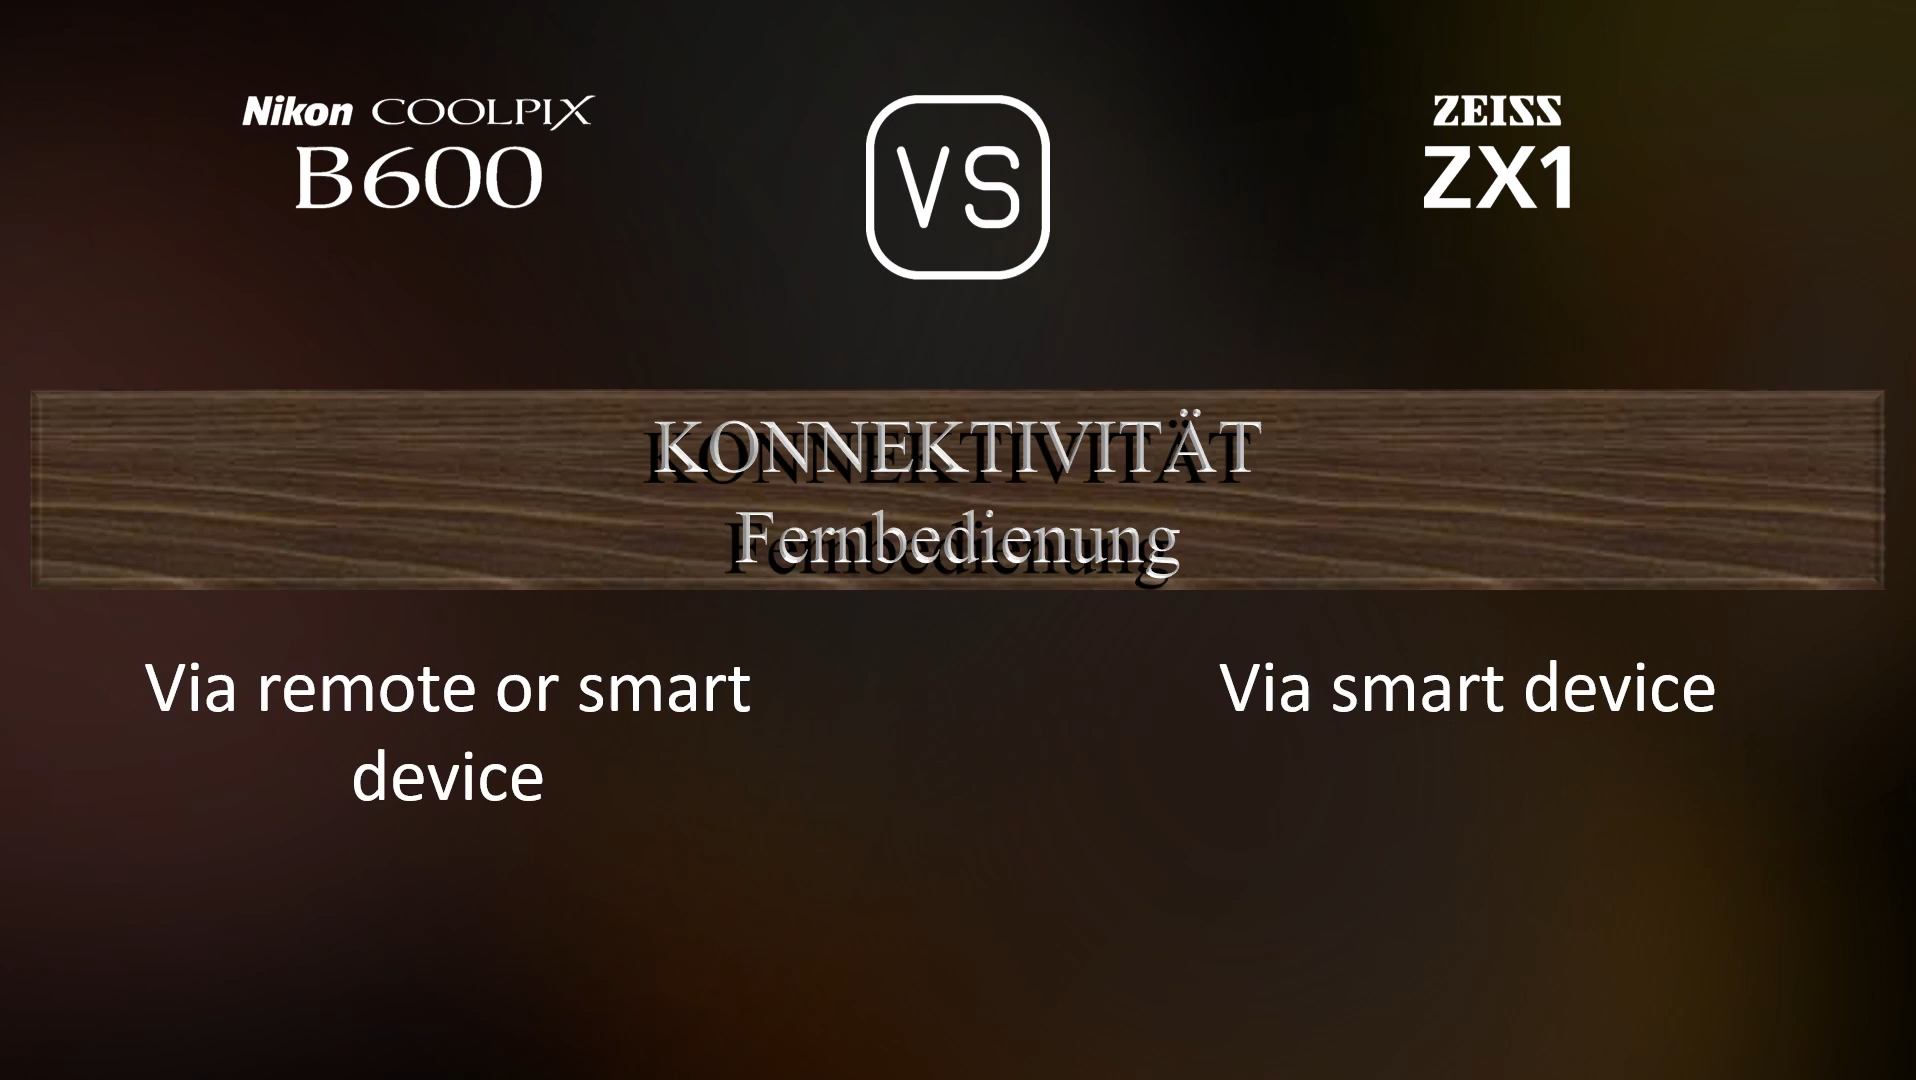 Nikon COOLPIX
B600
VS
ZEISS
ZX1
KONNEKTIVITÄT
Fernbedienung
Via remote or smart
device
Via smart device